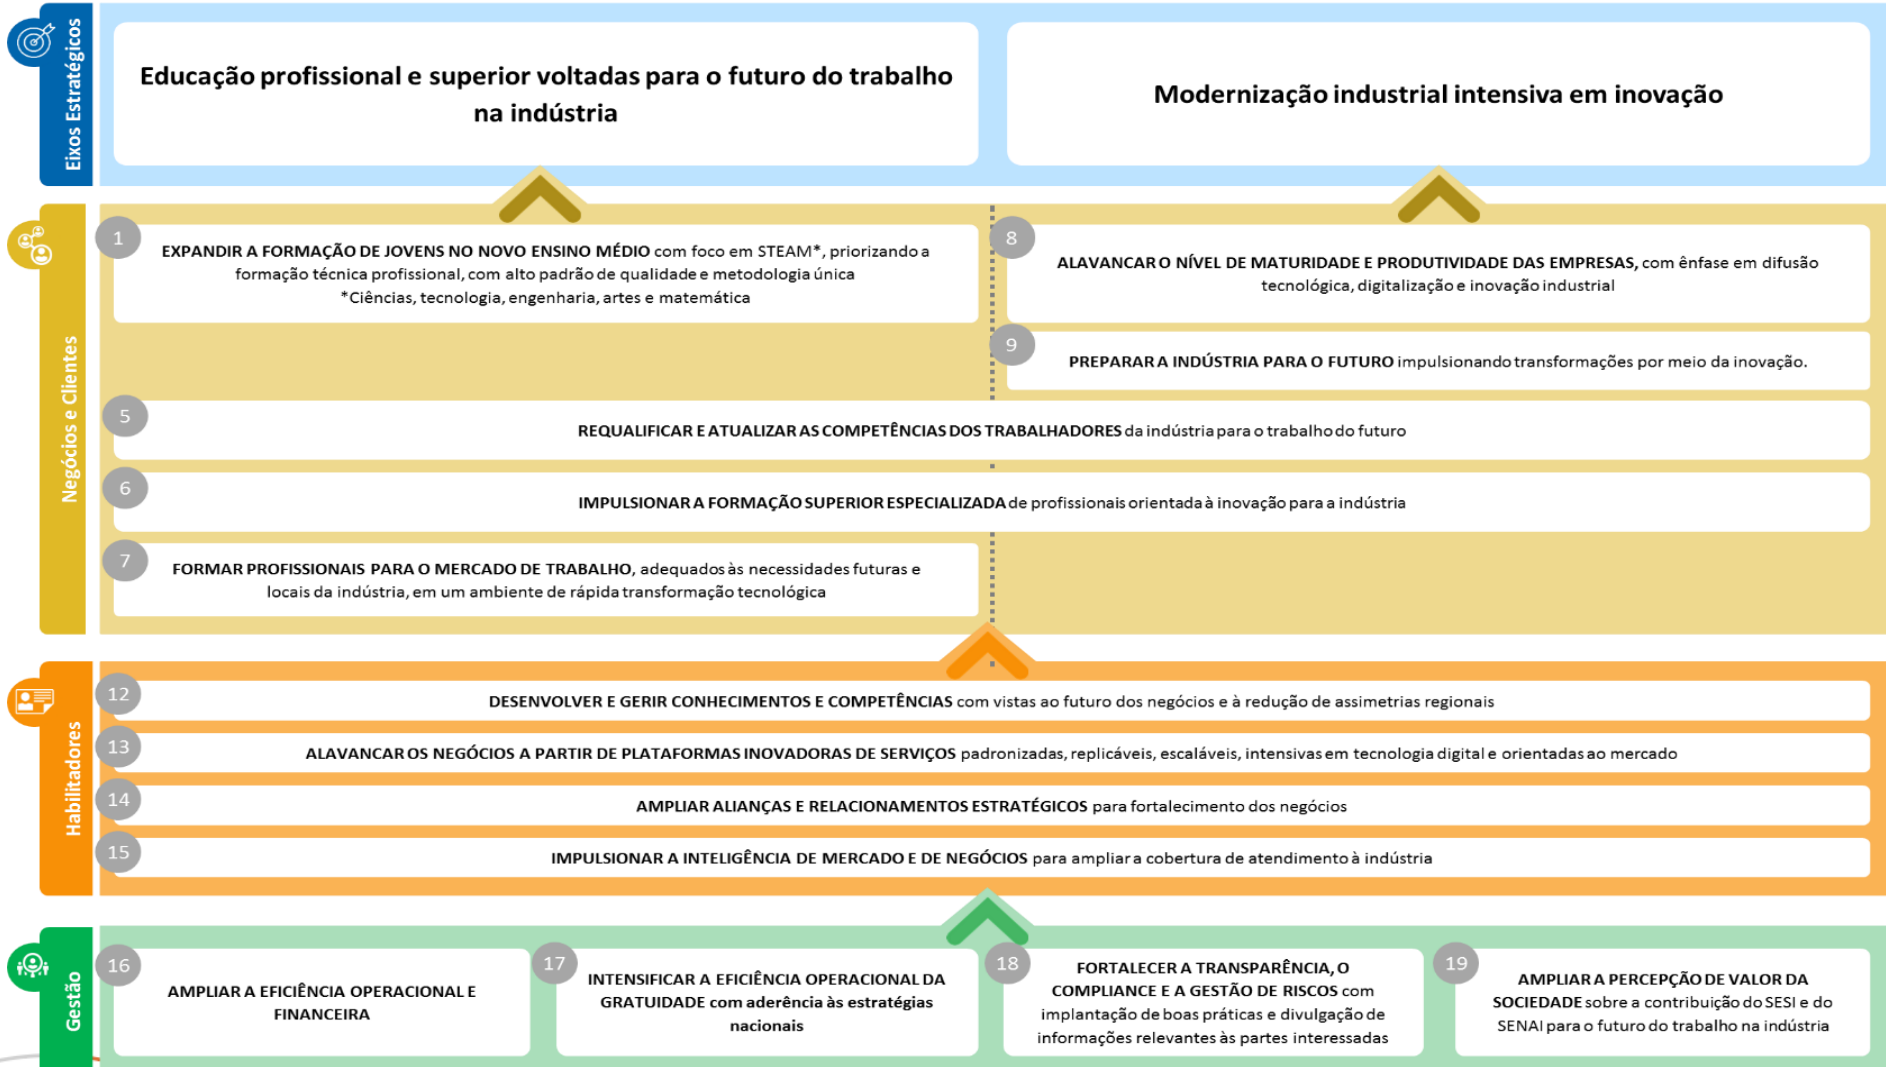 Eixos Estratégicos
Educação profissional e superior voltadas para o futuro do trabalho
na indústria
Modernização industrial intensiva em inovação
Negócios e Clientes
1
EXPANDIR A FORMAÇÃO DE JOVENS NO NOVO ENSINO MÉDIO com foco em STEAM*, priorizando a
formação técnica profissional, com alto padrão de qualidade e metodologia única
*Ciências, tecnologia, engenharia, artes e matemática
8
ALAVANCAR O NÍVEL DE MATURIDADE E PRODUTIVIDADE DAS EMPRESAS, com ênfase em difusão
tecnológica, digitalização e inovação industrial
9
PREPARAR A INDÚSTRIA PARA O FUTURO impulsionando transformações por meio da inovação.
5
REQUALIFICAR E ATUALIZAR AS COMPETÊNCIAS DOS TRABALHADORES da indústria para o trabalho do futuro
6
IMPULSIONAR A FORMAÇÃO SUPERIOR ESPECIALIZADA de profissionais orientada à inovação para a indústria
7
FORMAR PROFISSIONAIS PARA O MERCADO DE TRABALHO, adequados às necessidades futuras e
locais da indústria, em um ambiente de rápida transformação tecnológica
Habilitadores
12
DESENVOLVER E GERIR CONHECIMENTOS E COMPETÊNCIAS com vistas ao futuro dos negócios e à redução de assimetrias regionais
13
ALAVANCAR OS NEGÓCIOS A PARTIR DE PLATAFORMAS INOVADORAS DE SERVIÇOS padronizadas, replicáveis, escaláveis, intensivas em tecnologia digital e orientadas ao mercado
14
AMPLIAR ALIANÇAS E RELACIONAMENTOS ESTRATÉGICOS para fortalecimento dos negócios
15
IMPULSIONAR A INTELIGÊNCIA DE MERCADO E DE NEGÓCIOS para ampliar a cobertura de atendimento à indústria
Gestão
16
AMPLIAR A EFICIÊNCIA OPERACIONAL E
FINANCEIRA
17
INTENSIFICAR A EFICIÊNCIA OPERACIONAL DA
GRATUIDADE com aderência às estratégias
nacionais
18
FORTALECER A TRANSPARÊNCIA, O
COMPLIANCE E A GESTÃO DE RISCOS com
implantação de boas práticas e divulgação de
informações relevantes às partes interessadas
19
AMPLIAR A PERCEPÇÃO DE VALOR DA
SOCIEDADE sobre a contribuição do SESI e do
SENAI para o futuro do trabalho na indústria